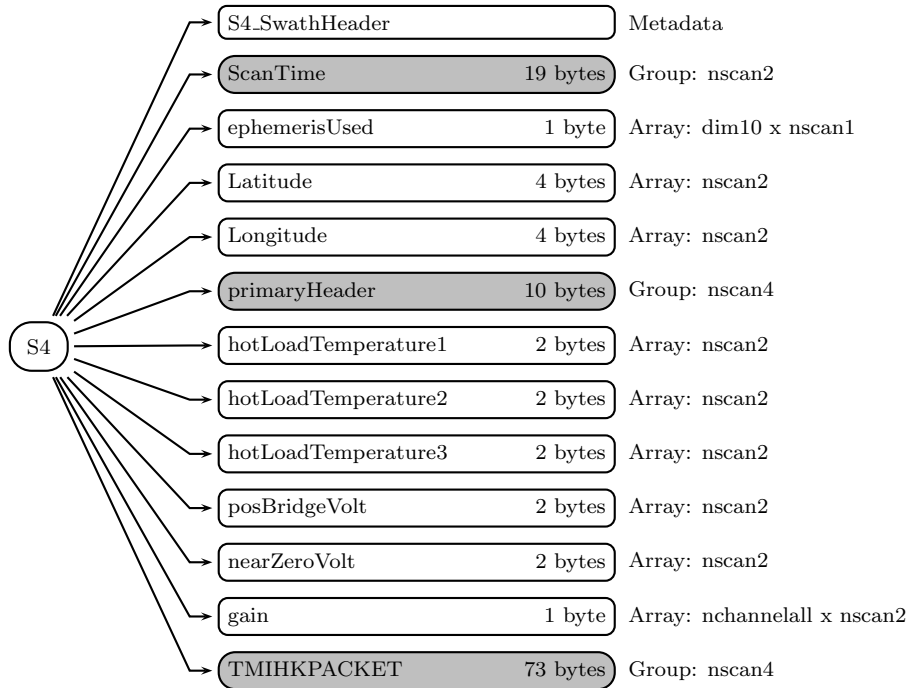 S4_SwathHeader Metadata
ScanTime 19 bytes Group: nscan2
ephemerisUsed 1 byte Array: dim10 x nscan1
Latitude 4 bytes Array: nscan2
Longitude 4 bytes Array: nscan2
primaryHeader 10 bytes Group: nscan4
S4 hotLoadTemperature1 2 bytes Array: nscan2
hotLoadTemperature2 2 bytes Array: nscan2
hotLoadTemperature3 2 bytes Array: nscan2
posBridgeVolt 2 bytes Array: nscan2
nearZeroVolt 2 bytes Array: nscan2
gain 1 byte Array: nchannelall x nscan2
TMIHKPACKET 73 bytes Group: nscan4